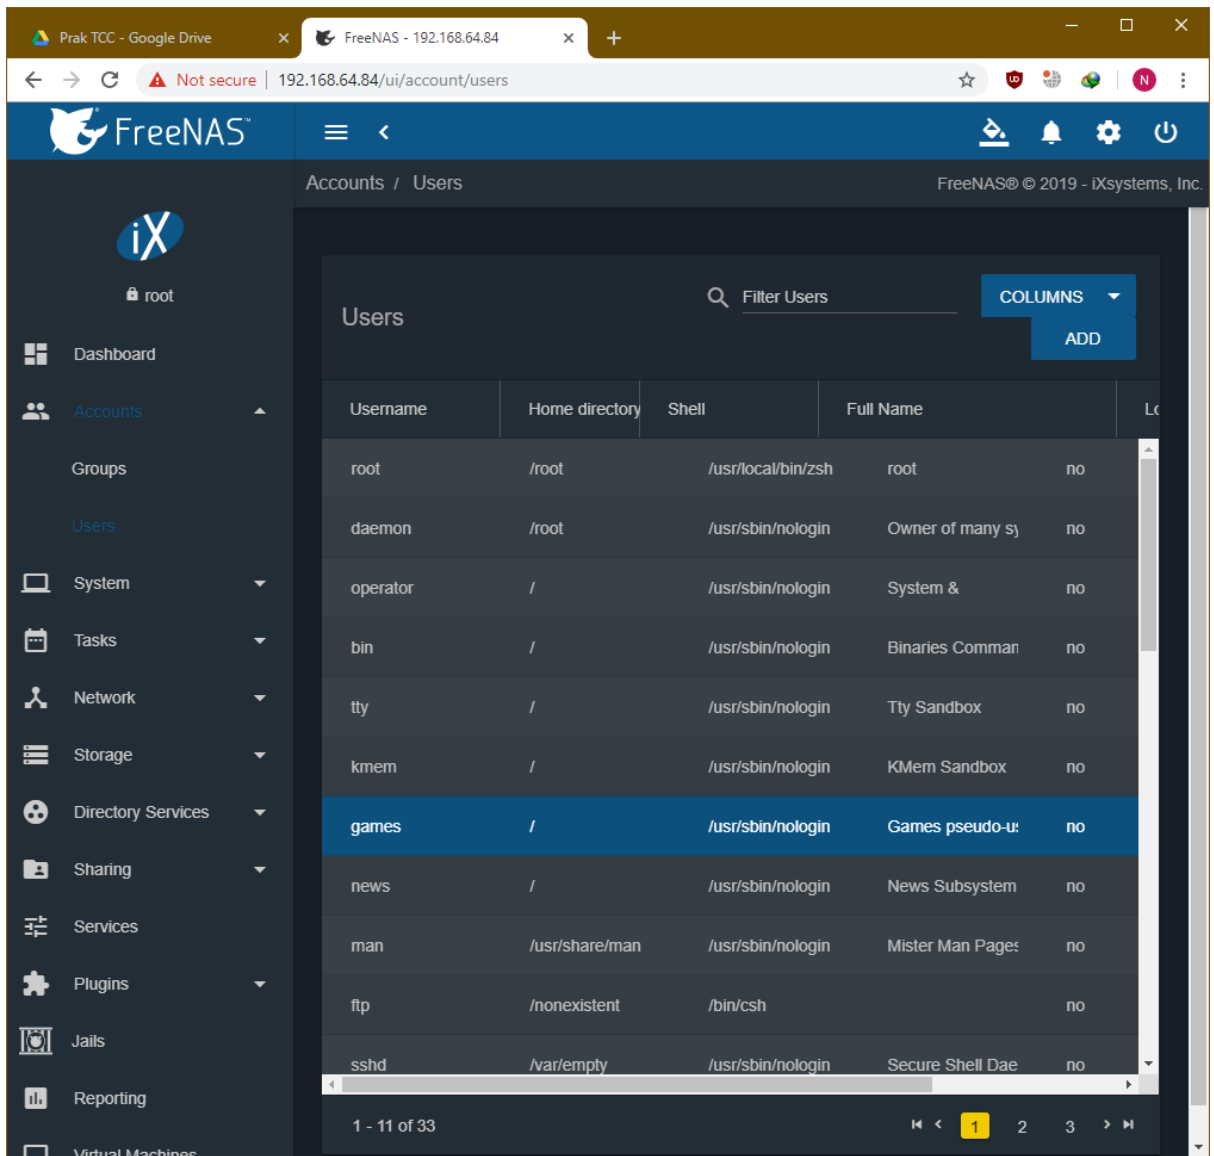 Prak TCC - Google Drive
FreeNAS - 192.168.64.84
Not secure
192.168.64.84/ui/account/users
N
FreeNAS™
Accounts / Users
FreeNAS® © 2019 - iXsystems, Inc.
iX
root
Dashboard
Accounts
Groups
Users
System
Tasks
Network
Storage
Directory Services
Sharing
Services
Plugins
Jails
Reporting
Virtual Machines
Users
Filter Users
COLUMNS
ADD
Username Home directory Shell Full Name Lo
root /root /usr/local/bin/zsh root no
daemon /root /usr/sbin/nologin Owner of many sy no
operator / /usr/sbin/nologin System & no
bin / /usr/sbin/nologin Binaries Comman no
tty / /usr/sbin/nologin Tty Sandbox no
kmem / /usr/sbin/nologin KMem Sandbox no
games / /usr/sbin/nologin Games pseudo-us no
news / /usr/sbin/nologin News Subsystem no
man /usr/share/man /usr/sbin/nologin Mister Man Pages no
ftp /nonexistent /bin/csh no
sshd /var/empty /usr/sbin/nologin Secure Shell Dae no
1 - 11 of 33
1 2 3